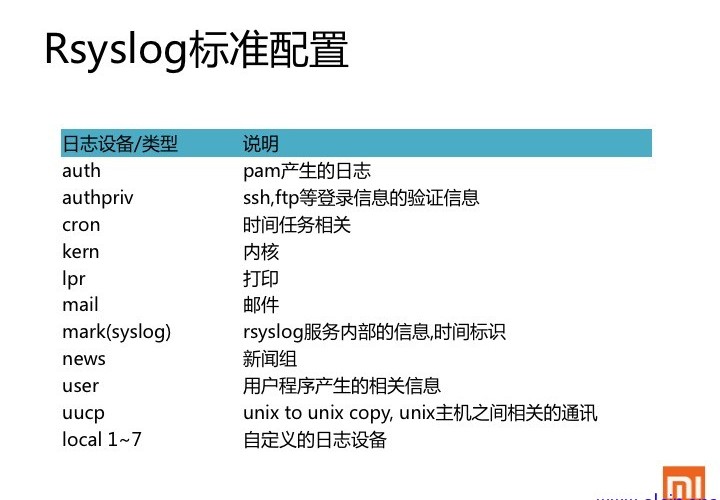 Rsyslog标准配置
日志设备/类型 说明
auth pam产生的日志
authpriv ssh,ftp等登录信息的验证信息
cron 时间任务相关
kern 内核
lpr 打印
mail 邮件
mark(syslog) rsyslog服务内部的信息,时间标识
news 新闻组
user 用户程序产生的相关信息
uucp unix to unix copy, unix主机之间相关的通讯
local 1~7 自定义的日志设备
MI